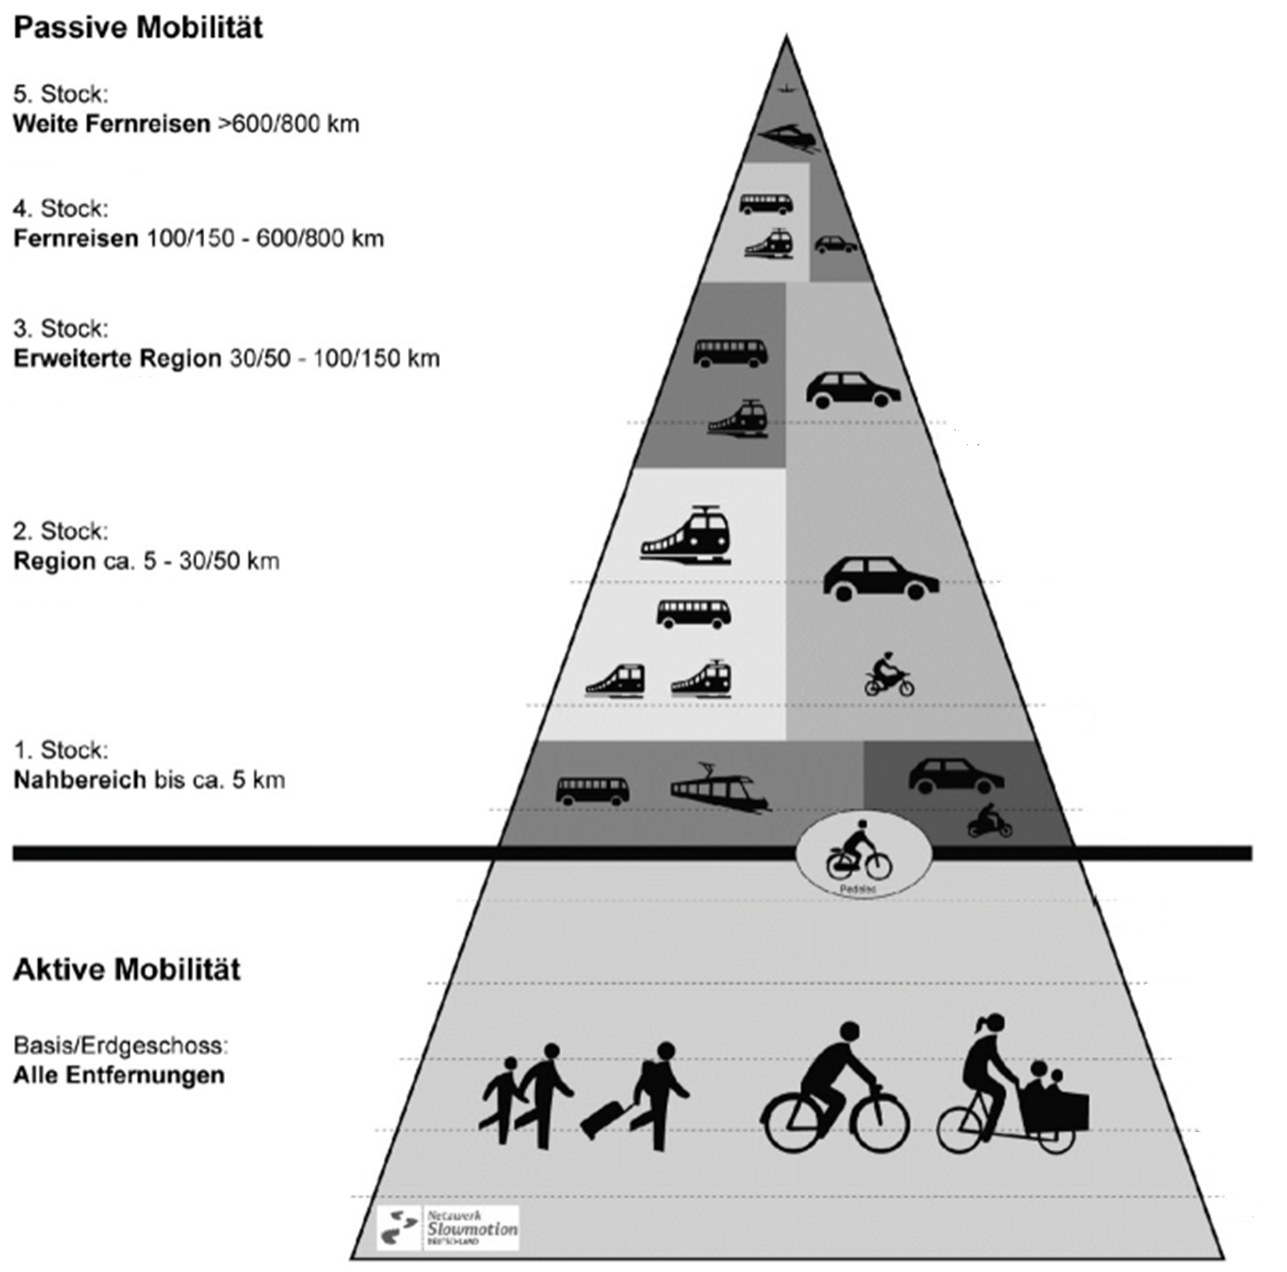 Passive Mobilität
5. Stock:
Weite Fernreisen >600/800 km
4. Stock:
Fernreisen 100/150 - 600/800 km
3. Stock:
Erweiterte Region 30/50 - 100/150 km
2. Stock:
Region ca. 5 - 30/50 km
1. Stock:
Nahbereich bis ca. 5 km
Pedelec
Aktive Mobilität
Basis/Erdgeschoss:
Alle Entfernungen
Netzwerk
Slowmotion
DEUTSCHLAND